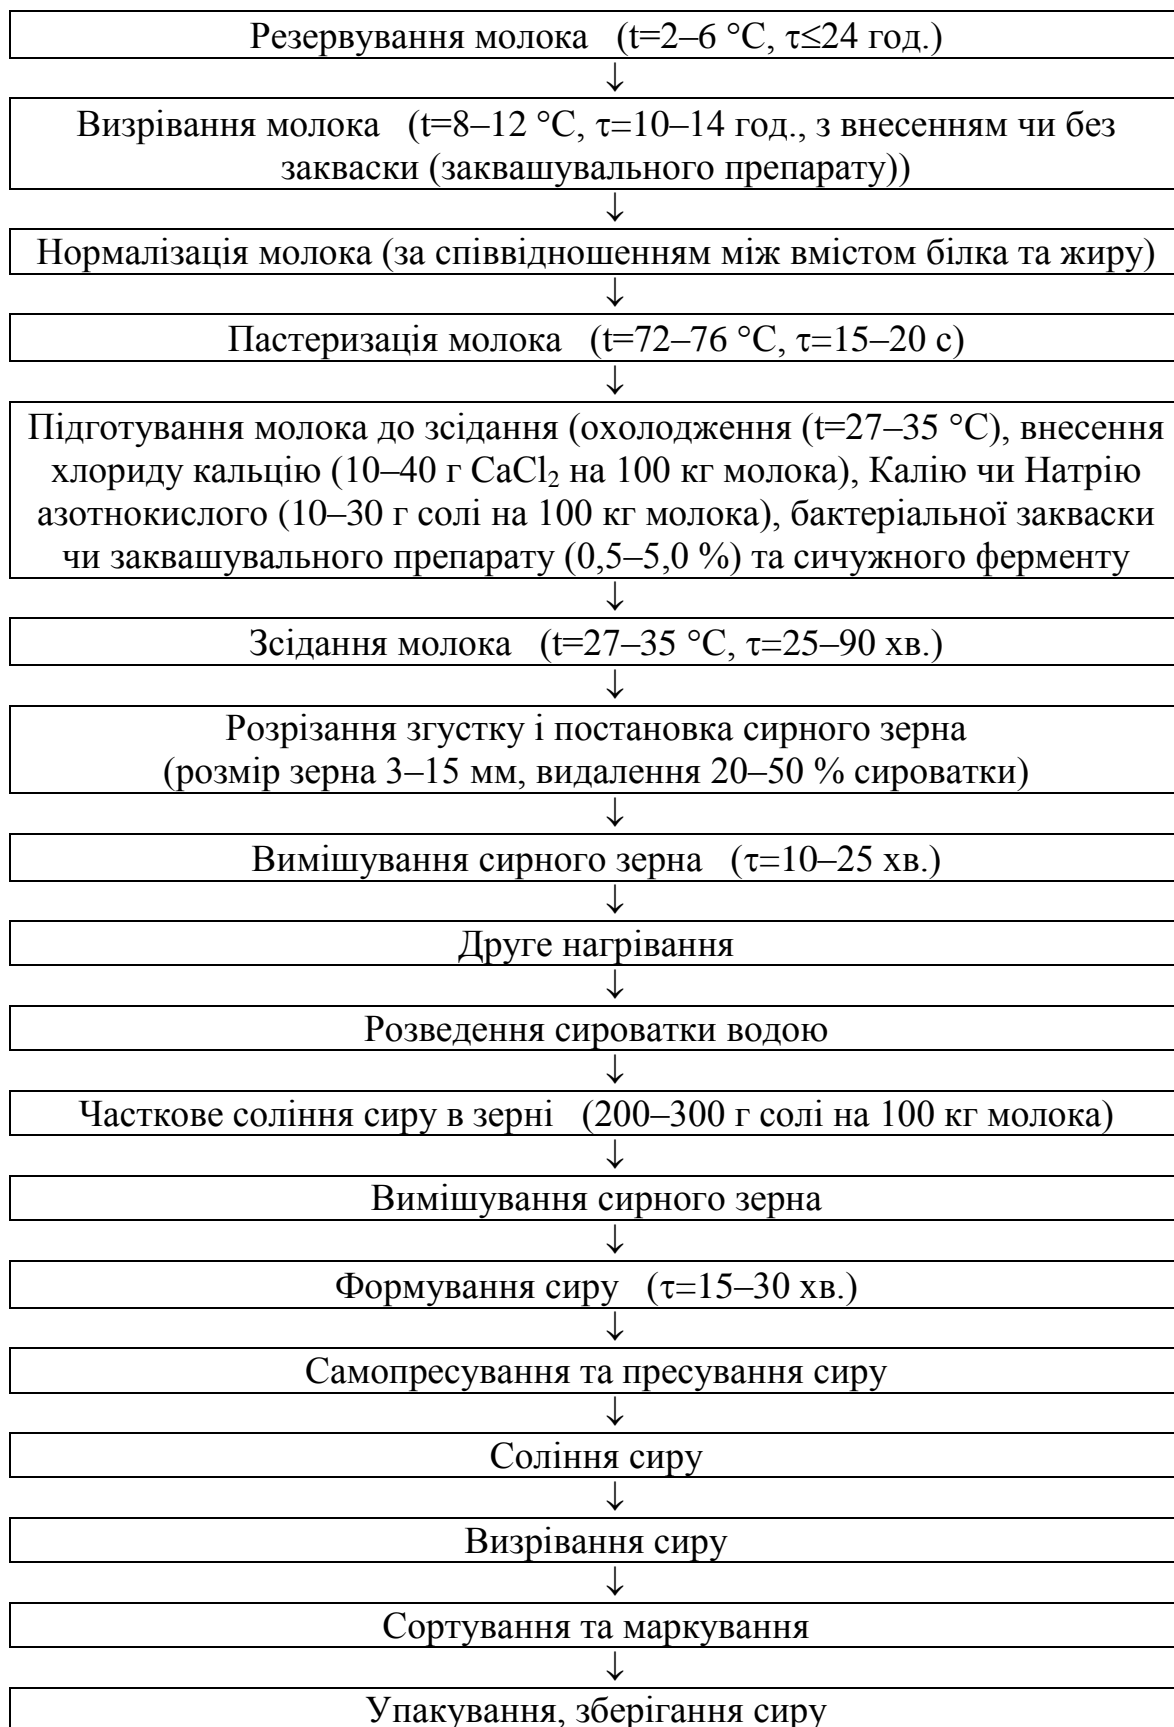 Резервування молока (t=2–6 °С, τ≤24 год.)
↓
Визрівання молока (t=8–12 °С, τ=10–14 год., з внесенням чи без
закваски (заквашувального препарату))
↓
Нормалізація молока (за співвідношенням між вмістом білка та жиру)
↓
Пастеризація молока (t=72–76 °С, τ=15–20 с)
↓
Підготування молока до зсідання (охолодження (t=27–35 °С), внесення
хлориду кальцію (10–40 г CaCl₂ на 100 кг молока), Калію чи Натрію
азотнокислого (10–30 г солі на 100 кг молока), бактеріальної закваски
чи заквашувального препарату (0,5–5,0 %) та сичужного ферменту
↓
Зсідання молока (t=27–35 °С, τ=25–90 хв.)
↓
Розрізання згустку і постановка сирного зерна
(розмір зерна 3–15 мм, видалення 20–50 % сироватки)
↓
Вимішування сирного зерна (τ=10–25 хв.)
↓
Друге нагрівання
↓
Розведення сироватки водою
↓
Часткове соління сиру в зерні (200–300 г солі на 100 кг молока)
↓
Вимішування сирного зерна
↓
Формування сиру (τ=15–30 хв.)
↓
Самопресування та пресування сиру
↓
Соління сиру
↓
Визрівання сиру
↓
Сортування та маркування
↓
Упакування, зберігання сиру